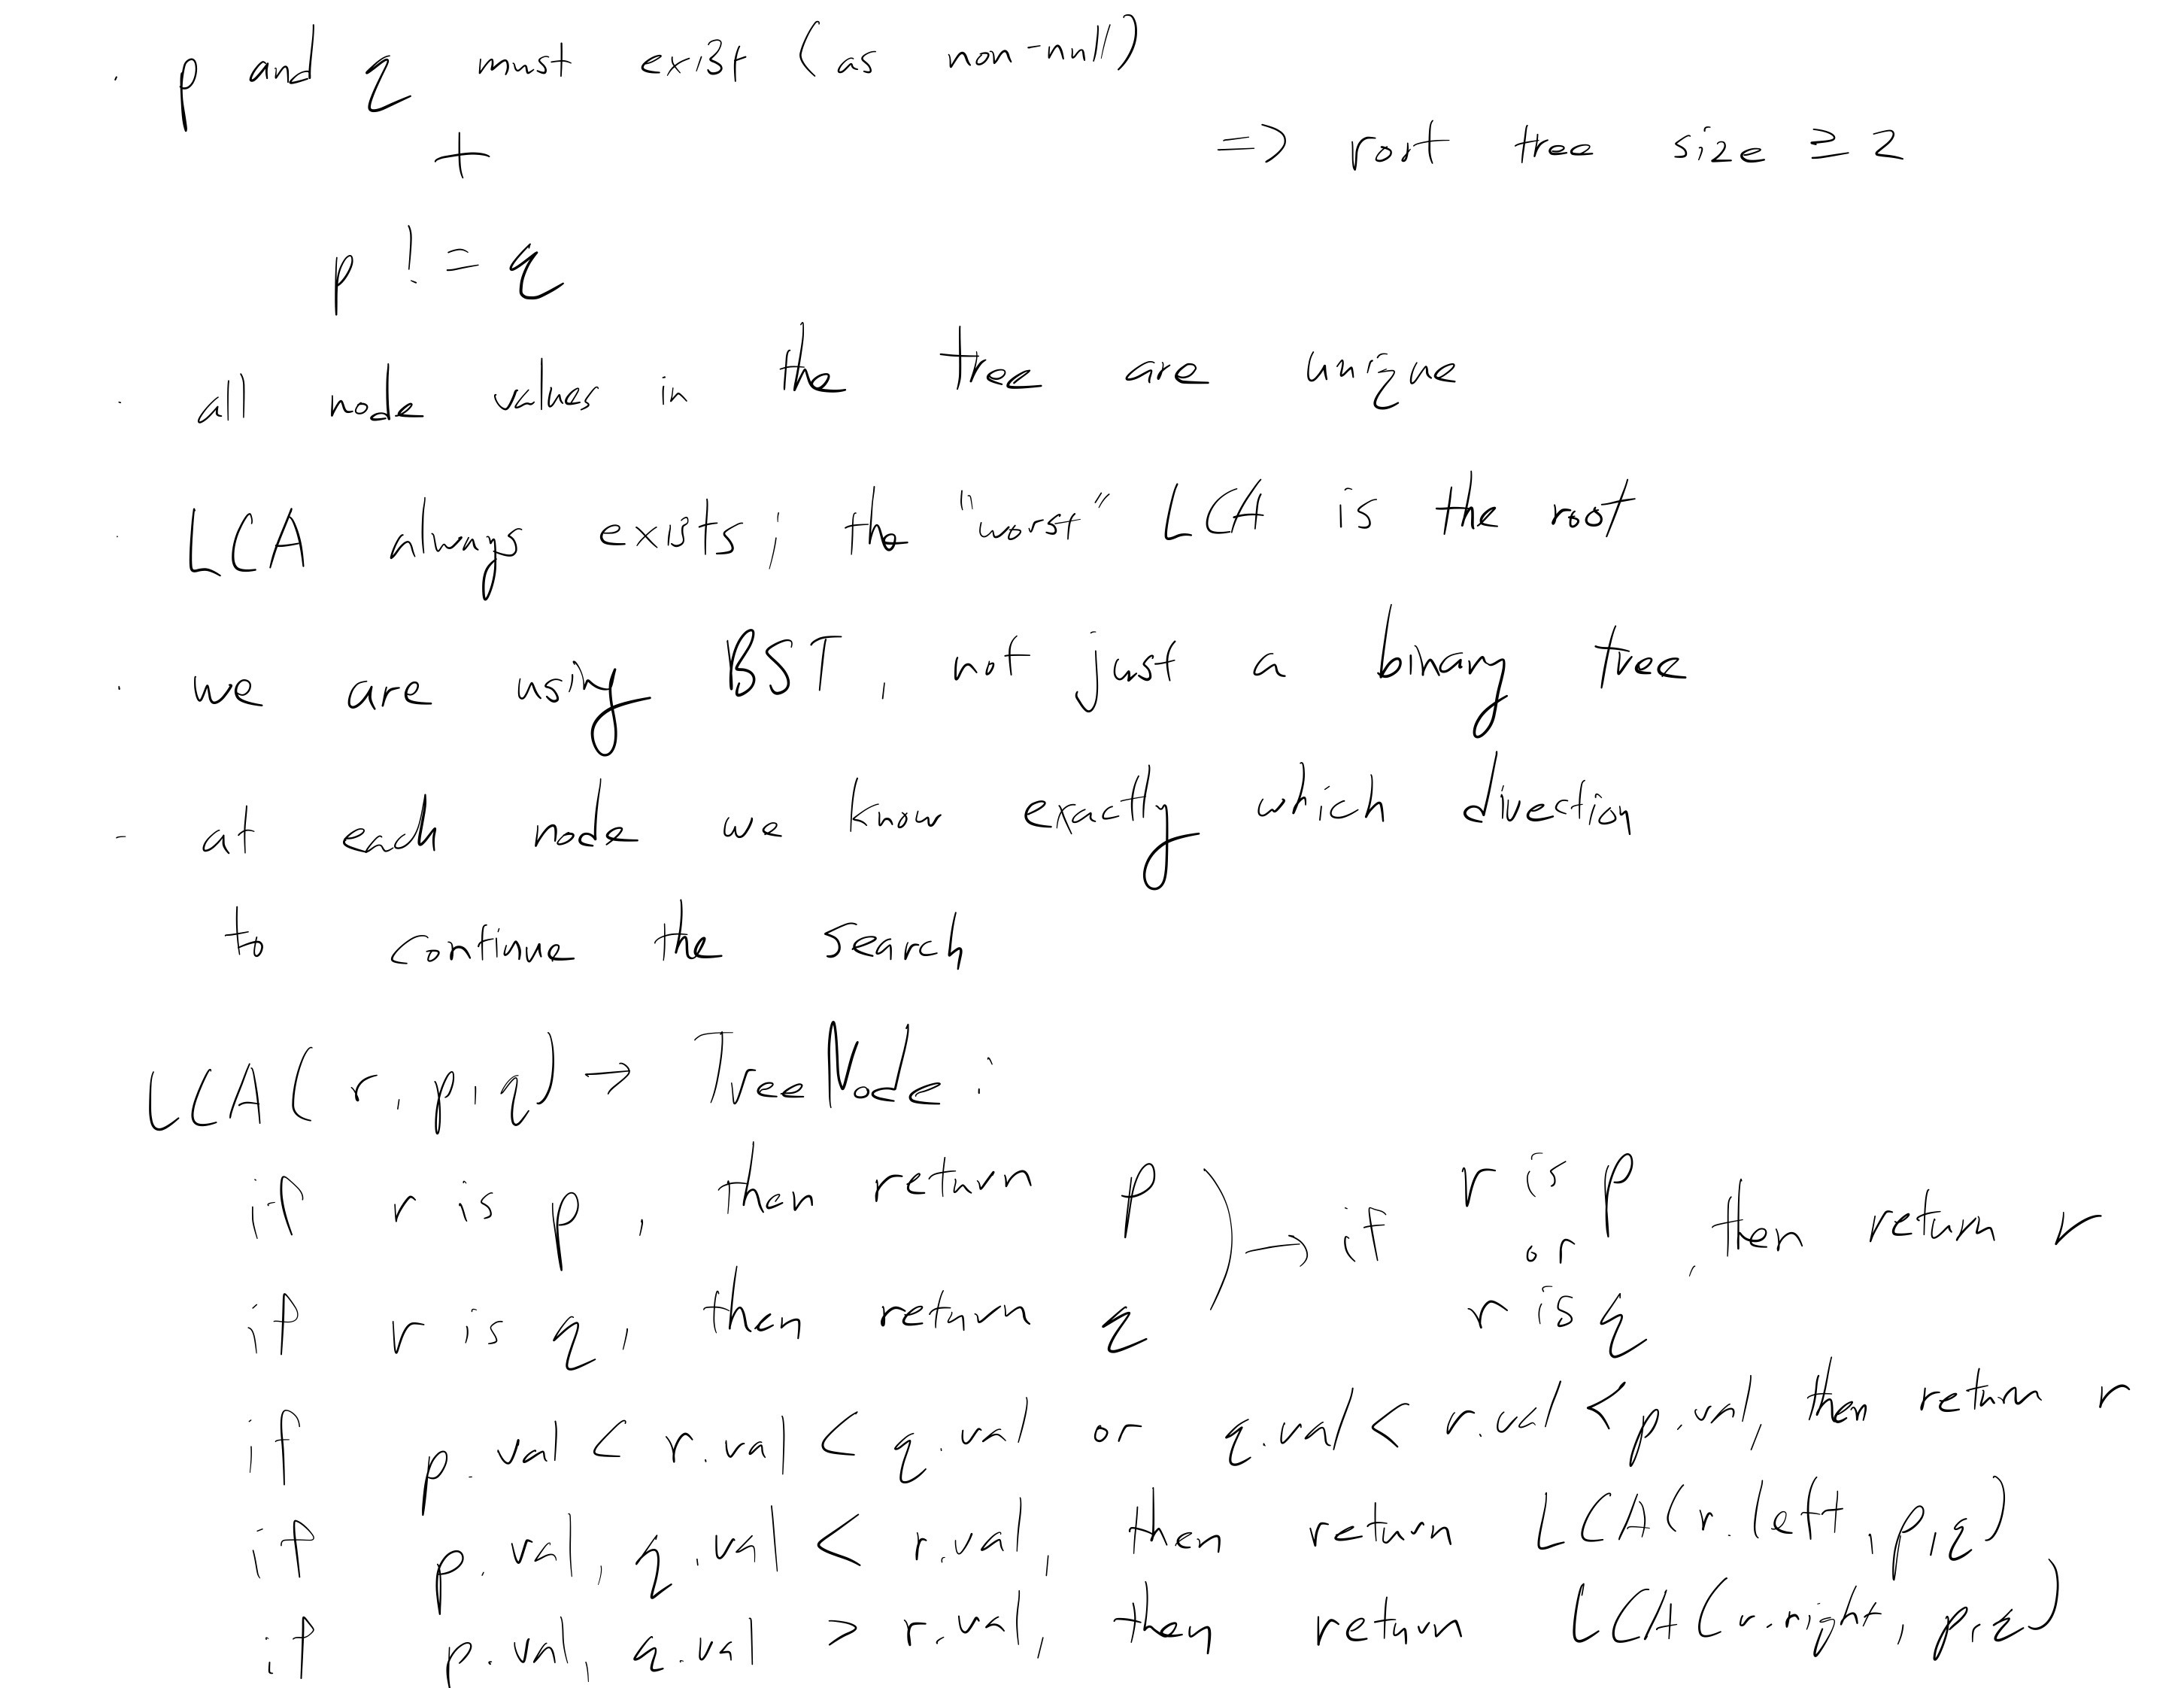 · p and q must exist (as non-null)
+
=> root tree size ≥ 2
p != q
· all node values in the tree are unique
· LCA always exists; the "worst" LCA is the root
· we are using BST, not just a binary tree
- at each node we know exactly which direction
to continue the search
LCA(r, p, q) → TreeNode:
if r is p, then return p
if r is q, then return q
→ if r is p or r is q, then return r
if p.val < r.val < q.val or q.val < r.val < p.val, then return r
if p.val, q.val < r.val, then return LCA(r.left, p, q)
if p.val, q.val > r.val, then return LCA(r.right, p, q)